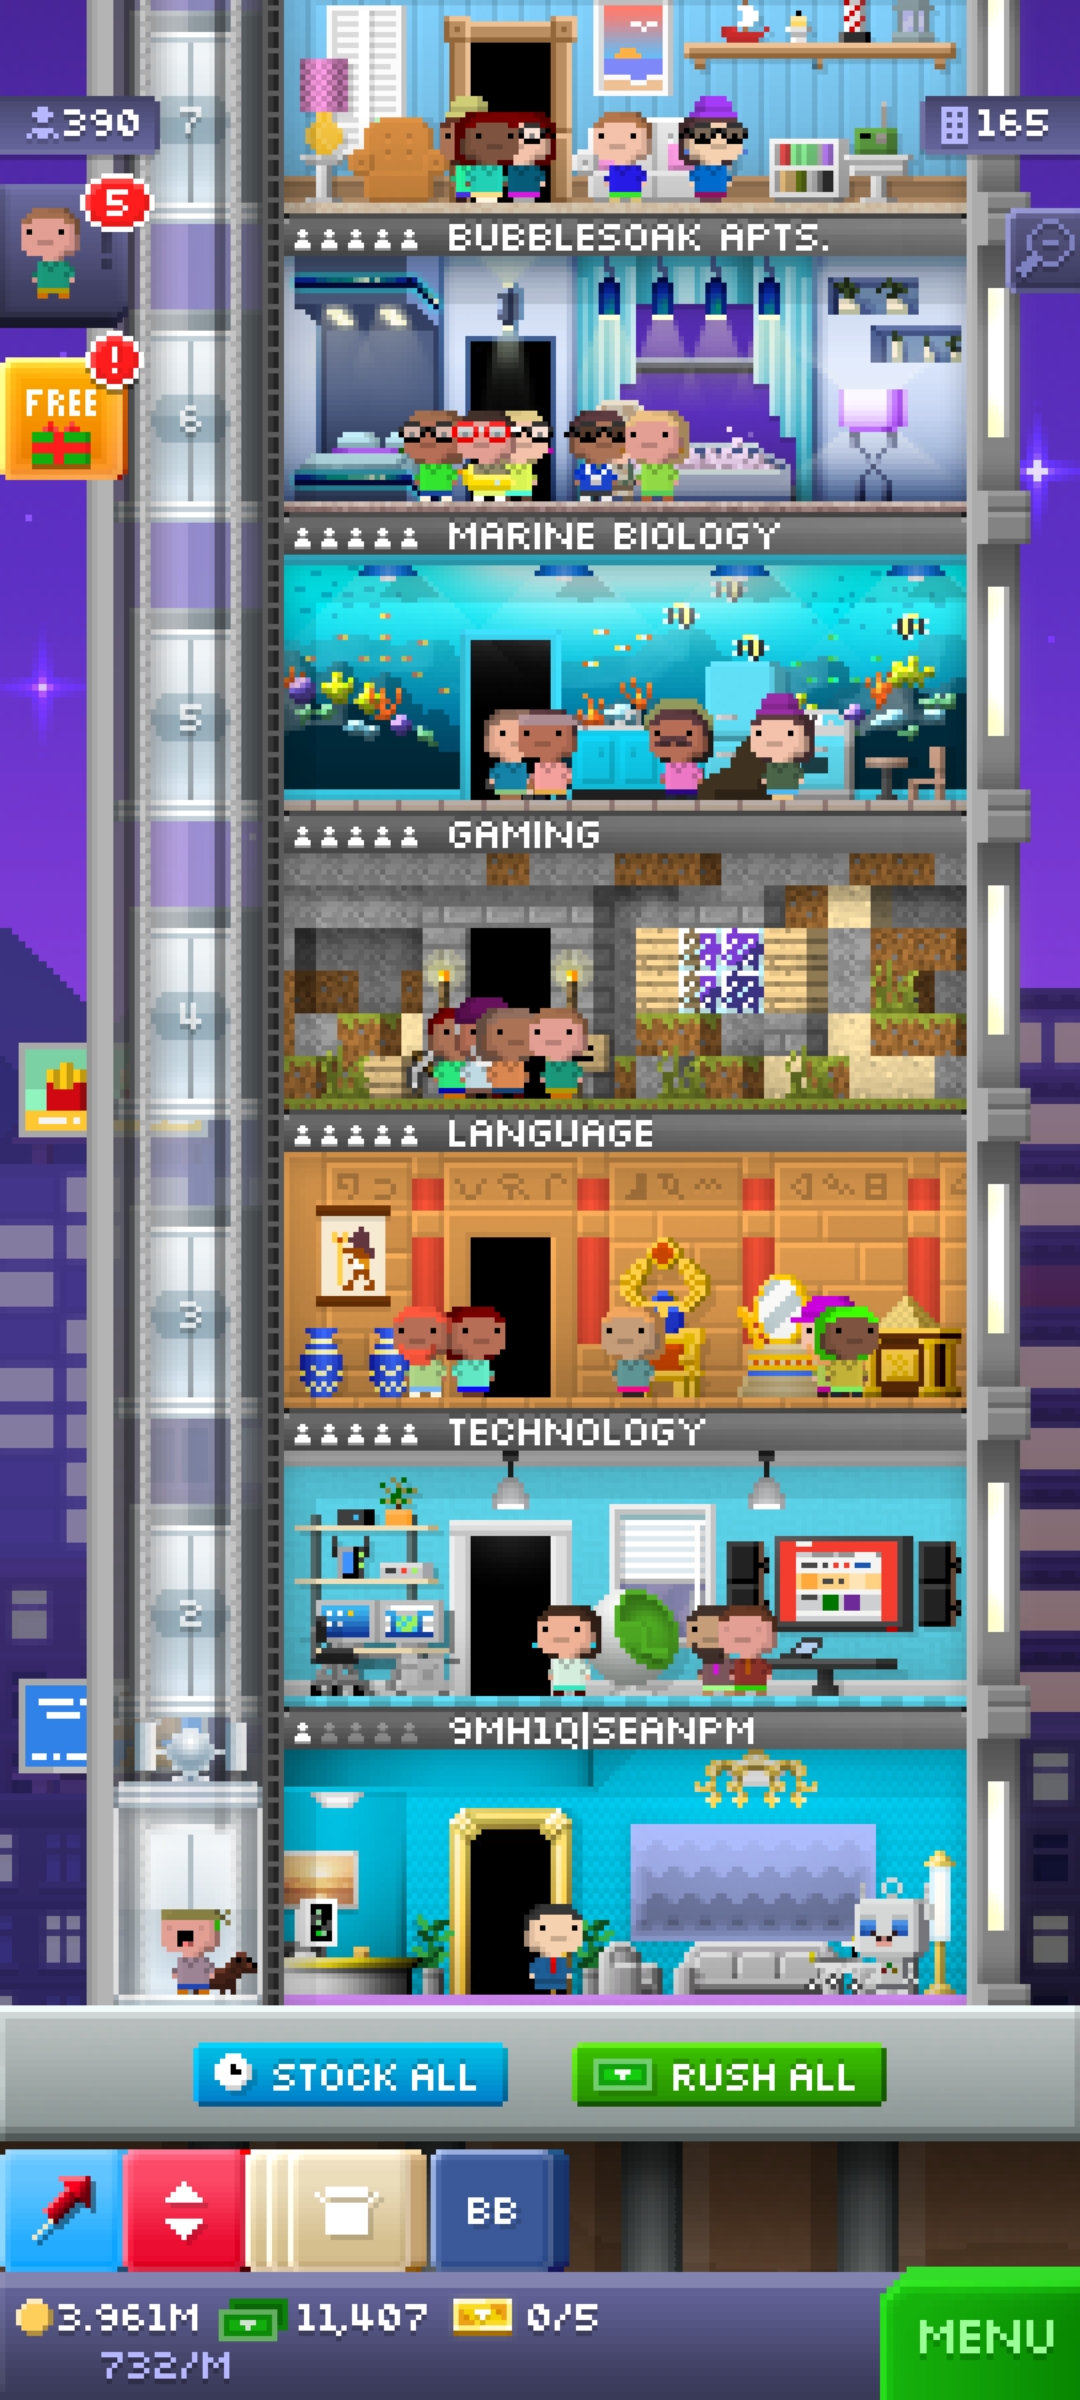 390
7
165
5
BUBBLESOAK APTS.
!
FREE
6
MARINE BIOLOGY
5
GAMING
4
LANGUAGE
3
TECHNOLOGY
2
9MH1Q|SEANPM
STOCK ALL
RUSH ALL
BB
3.961M 11,407 0/5
732/M
MENU